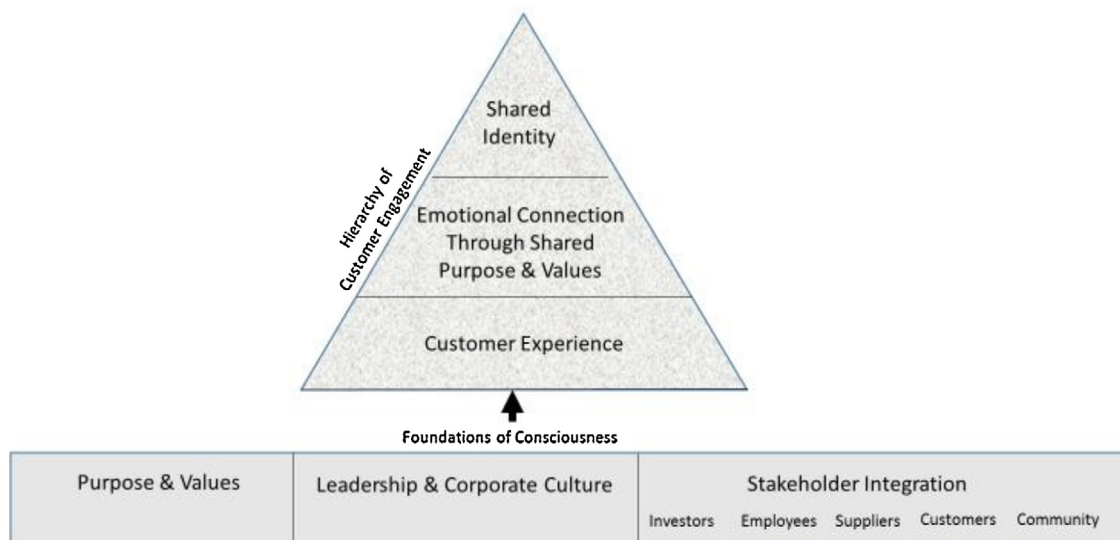 Shared
Identity
Hierarchy of
Customer Engagement
Emotional Connection
Through Shared
Purpose & Values
Customer Experience
Foundations of Consciousness
Purpose & Values
Leadership & Corporate Culture
Stakeholder Integration
Investors Employees Suppliers Customers Community